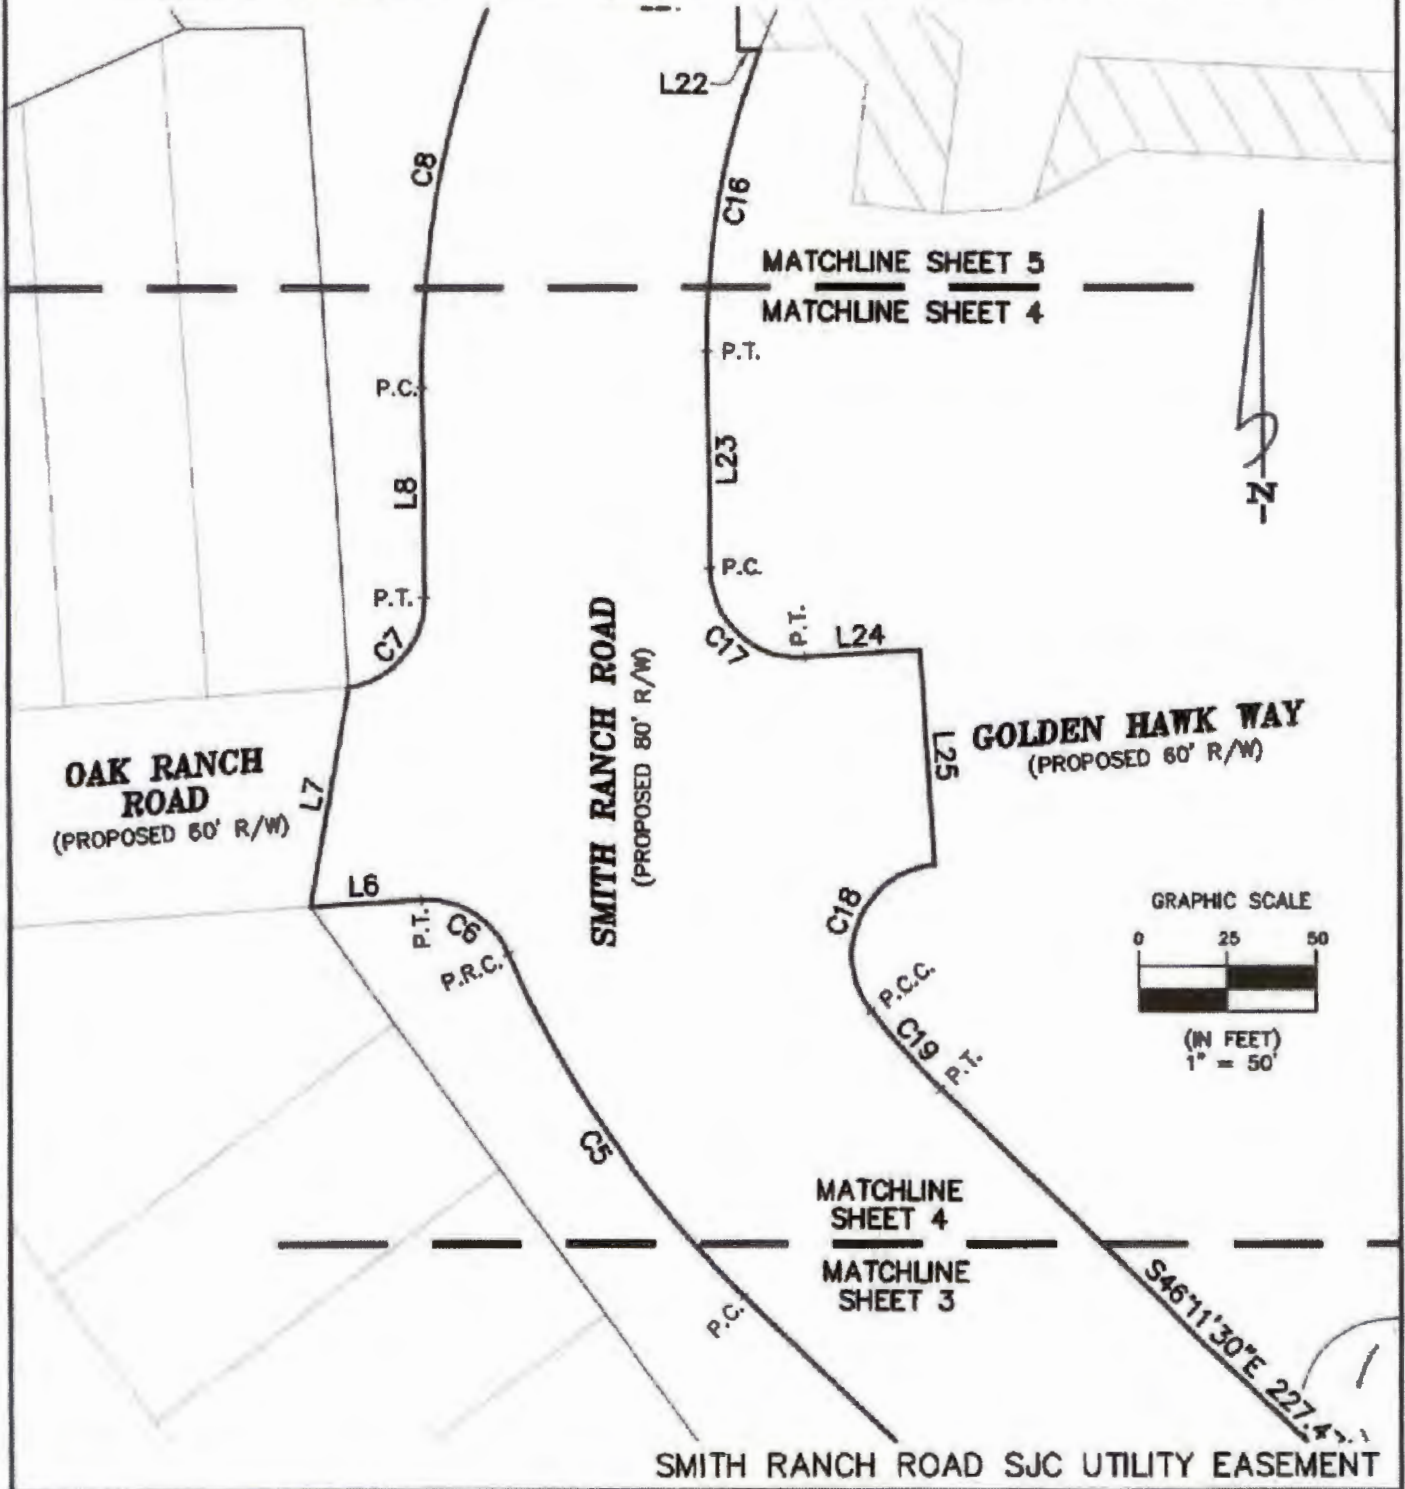 L22
C8
C16
MATCHLINE SHEET 5
MATCHLINE SHEET 4
P.T.
P.C.
L23
L8
P.C.
P.T.
C7
C17
P.T.
L24
SMITH RANCH ROAD
(PROPOSED 80' R/W)
L25
GOLDEN HAWK WAY
(PROPOSED 60' R/W)
OAK RANCH
ROAD
(PROPOSED 60' R/W)
L7
L6
P.T.
C6
P.R.C.
C18
P.C.C.
C19
P.T.
N
GRAPHIC SCALE
0 25 50
(IN FEET)
1" = 50'
C5
MATCHLINE
SHEET 4
MATCHLINE
SHEET 3
P.C.
S46°11'30"E
SMITH RANCH ROAD SJC UTILITY EASEMENT